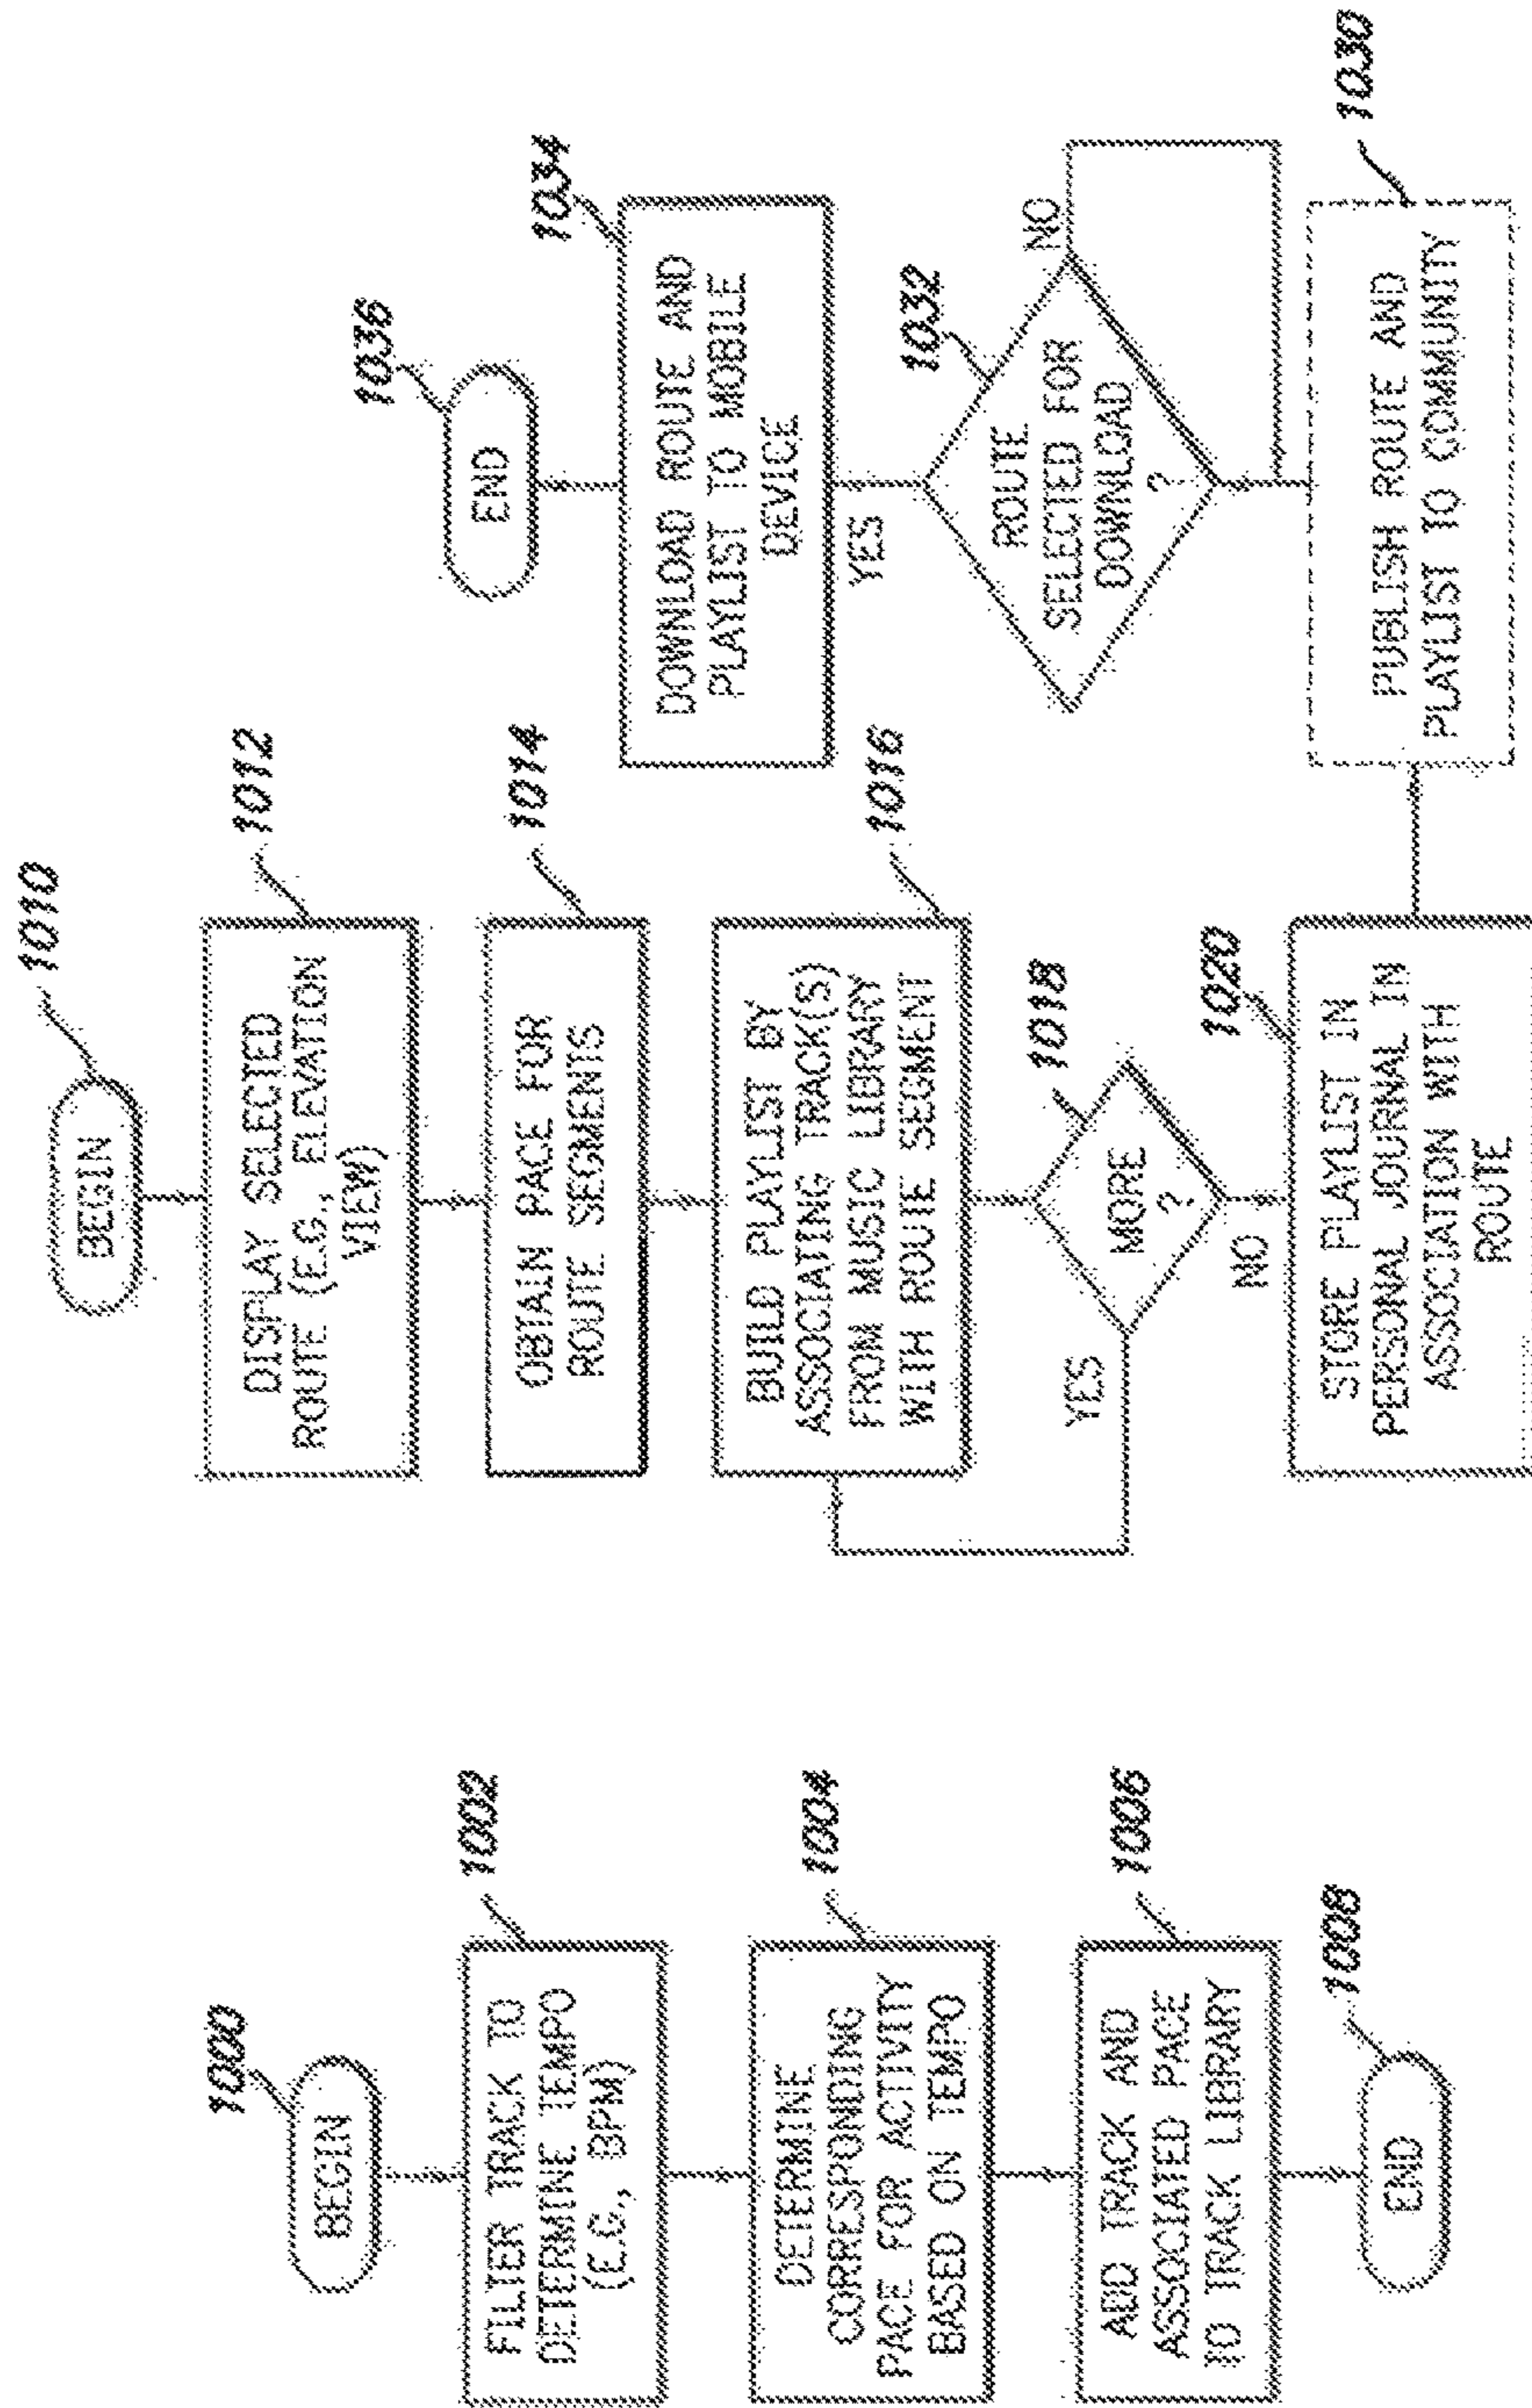 1000
BEGIN
FILTER TRACK TO
DETERMINE TEMPO
(E.G., BPM)
1002
DETERMINE
CORRESPONDING
PACE FOR ACTIVITY
BASED ON TEMPO
1004
ADD TRACK AND
ASSOCIATED PACE
TO TRACK LIBRARY
1006
END
1008
1010
BEGIN
DISPLAY SELECTED
ROUTE (E.G., ELEVATION
VIEW)
1012
OBTAIN PACE FOR
ROUTE SEGMENTS
1014
BUILD PLAYLIST BY
ASSOCIATING TRACK(S)
FROM MUSIC LIBRARY
WITH ROUTE SEGMENT
1016
MORE
?
1018
YES
NO
STORE PLAYLIST IN
PERSONAL JOURNAL IN
ASSOCIATION WITH
ROUTE
1020
PUBLISH ROUTE AND
PLAYLIST TO COMMUNITY
1030
ROUTE
SELECTED FOR
DOWNLOAD
?
1032
NO
YES
DOWNLOAD ROUTE AND
PLAYLIST TO MOBILE
DEVICE
1034
END
1036